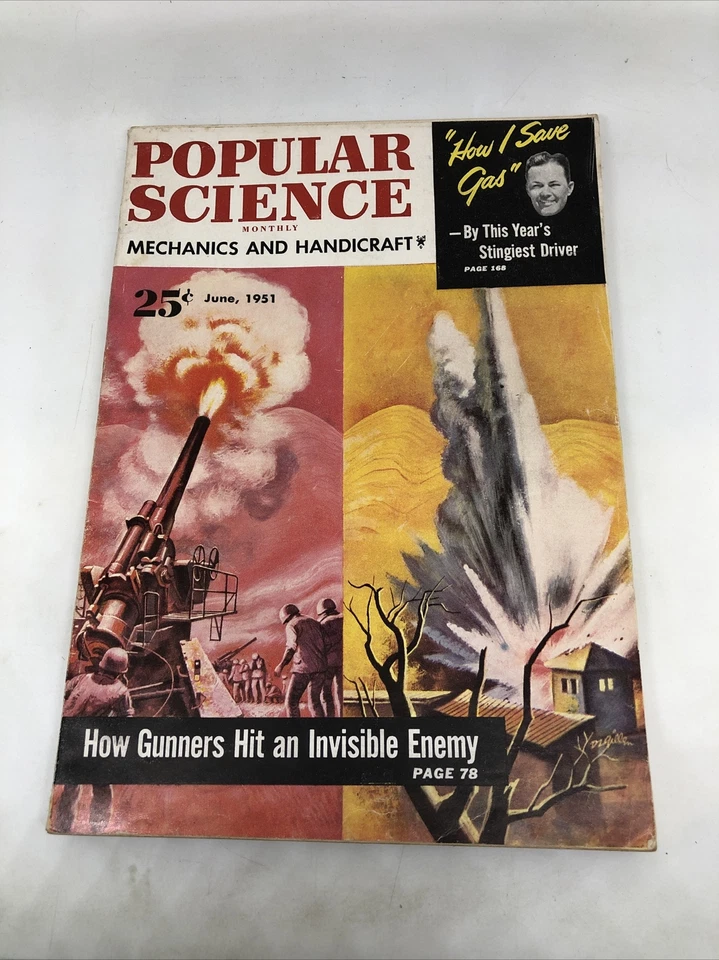 POPULAR
SCIENCE
MONTHLY
MECHANICS AND HANDICRAFT
"How I Save
Gas"
—By This Year's
Stingiest Driver
PAGE 168
25¢ June, 1951
How Gunners Hit an Invisible Enemy
PAGE 78